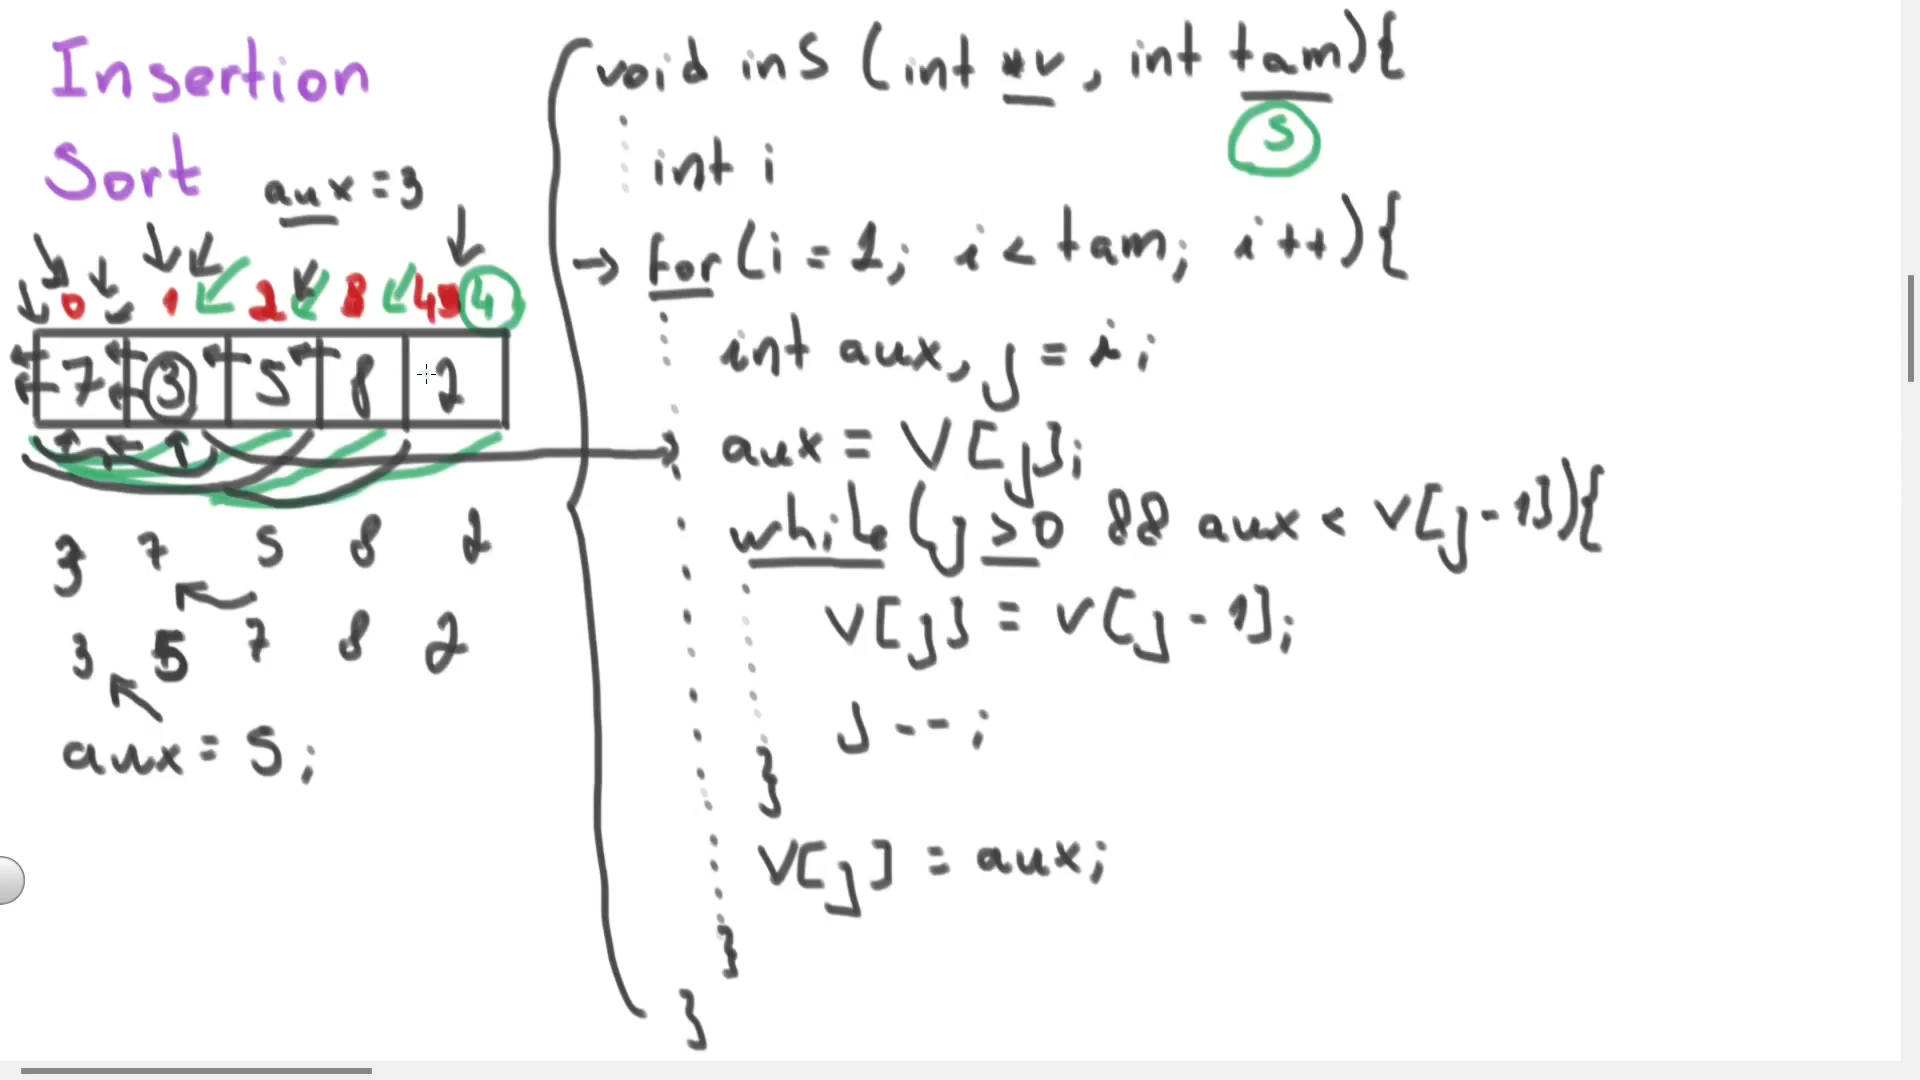 Insertion
Sort
aux = 3
0 1 2 8 4 4
7 3 5 8 2
3 7 5 8 2
3 5 7 8 2
aux = 5;
void inS (int *v, int tam){
5
int i
for (i = 1; i < tam; i++){
int aux, j = i;
aux = V[j];
while (j > 0 && aux < v[j-1]){
V[j] = v[j-1];
j--;
}
V[j] = aux;
}
}